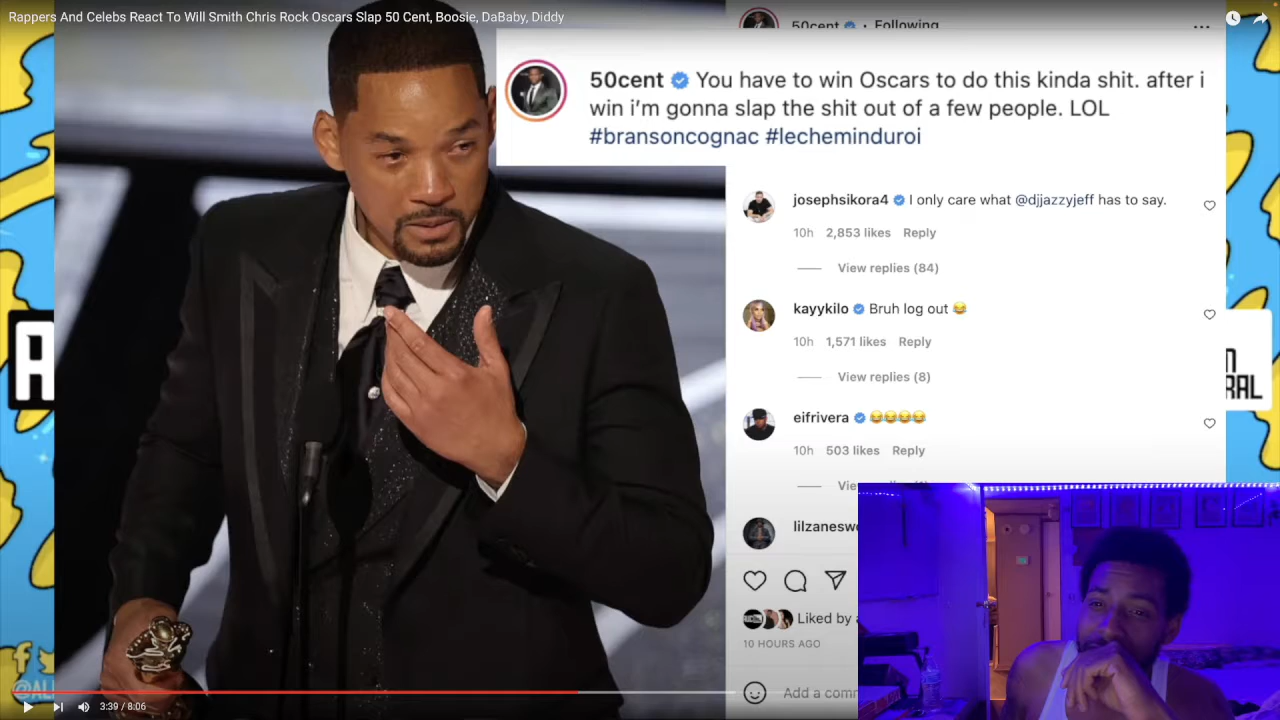 Rappers And Celebs React To Will Smith Chris Rock Oscars Slap 50 Cent, Boosie, DaBaby, Diddy
50cent • Following
50cent You have to win Oscars to do this kinda shit. after i
win i’m gonna slap the shit out of a few people. LOL
#bransoncognac #lecheminduroi
josephsikora4 I only care what @djjazzyjeff has to say.
10h 2,853 likes Reply
View replies (84)
kayykilo Bruh log out 😂
10h 1,571 likes Reply
View replies (8)
eifrivera 😂😂😂😂
10h 503 likes Reply
lilzanesw
Liked by
10 HOURS AGO
Add a com
@AL
3:39 / 8:06